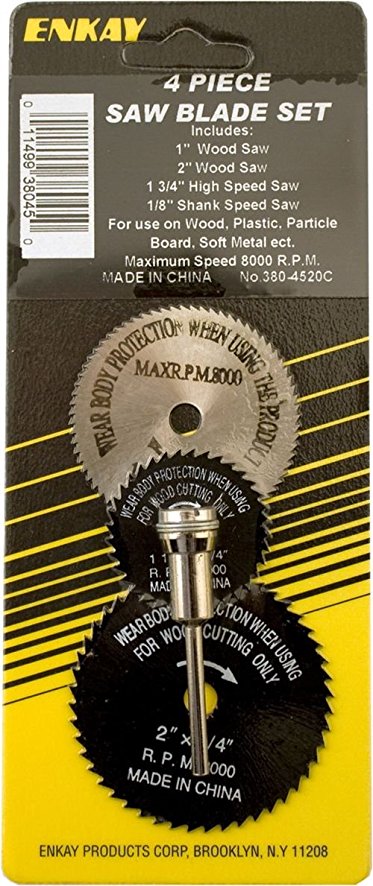 ENKAY
4 PIECE
SAW BLADE SET
Includes:
1" Wood Saw
2" Wood Saw
1 3/4" High Speed Saw
1/8" Shank Speed Saw
For use on Wood, Plastic, Particle
Board, Soft Metal ect.
Maximum Speed 8000 R.P.M.
MADE IN CHINA No.380-4520C
0 11499 38045 0
WEAR BODY PROTECTION WHEN USING THE PRODUCT
MAXR.P.M.8000
WEAR BODY PROTECTION WHEN USING
FOR WOOD CUTTING ONLY
R. P.
MADE IN CHINA
WEAR BODY PROTECTION WHEN USING
FOR WOOD CUTTING ONLY
2" x /4"
R. P. M. 8000
MADE IN CHINA
ENKAY PRODUCTS CORP, BROOKLYN, N.Y 11208